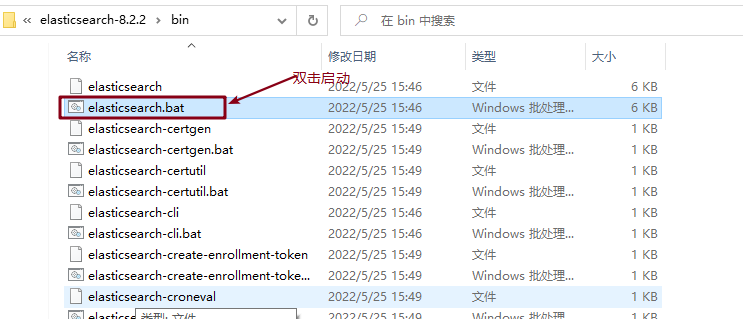 « elasticsearch-8.2.2 › bin
在 bin 中搜索
名称 修改日期 类型 大小
双击启动
elasticsearch 2022/5/25 15:46 文件 6 KB
elasticsearch.bat 2022/5/25 15:46 Windows 批处理... 6 KB
elasticsearch-certgen 2022/5/25 15:49 文件 1 KB
elasticsearch-certgen.bat 2022/5/25 15:49 Windows 批处理... 1 KB
elasticsearch-certutil 2022/5/25 15:49 文件 1 KB
elasticsearch-certutil.bat 2022/5/25 15:49 Windows 批处理... 1 KB
elasticsearch-cli 2022/5/25 15:46 文件 1 KB
elasticsearch-cli.bat 2022/5/25 15:46 Windows 批处理... 1 KB
elasticsearch-create-enrollment-token 2022/5/25 15:49 文件 1 KB
elasticsearch-create-enrollment-toke... 2022/5/25 15:49 Windows 批处理... 1 KB
elasticsearch-croneval 2022/5/25 15:49 文件 1 KB
2022/5/25 15:49 Windows 批处理... 1 KB
类型: 文件